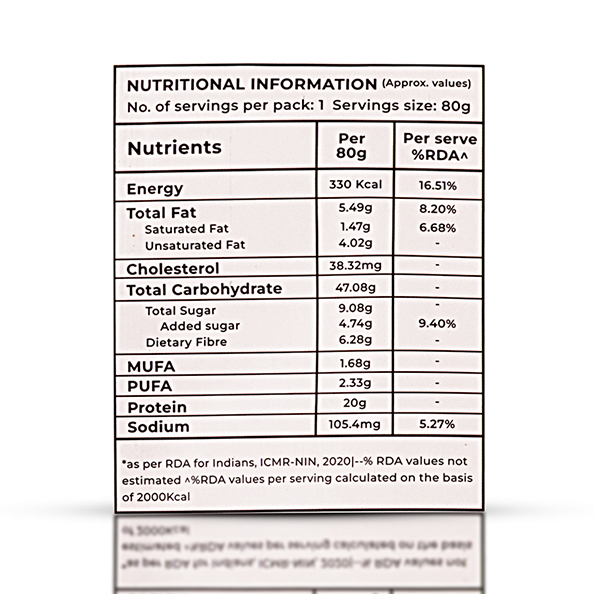 NUTRITIONAL INFORMATION (Approx. values)
No. of servings per pack: 1 Servings size: 80g
Nutrients Per 80g Per serve %RDA^
Energy 330 Kcal 16.51%
Total Fat 5.49g 8.20%
Saturated Fat 1.47g 6.68%
Unsaturated Fat 4.02g -
Cholesterol 38.32mg -
Total Carbohydrate 47.08g -
Total Sugar 9.08g -
Added sugar 4.74g 9.40%
Dietary Fibre 6.28g -
MUFA 1.68g -
PUFA 2.33g -
Protein 20g -
Sodium 105.4mg 5.27%
*as per RDA for Indians, ICMR-NIN, 2020|--% RDA values not
estimated ^%RDA values per serving calculated on the basis
of 2000Kcal